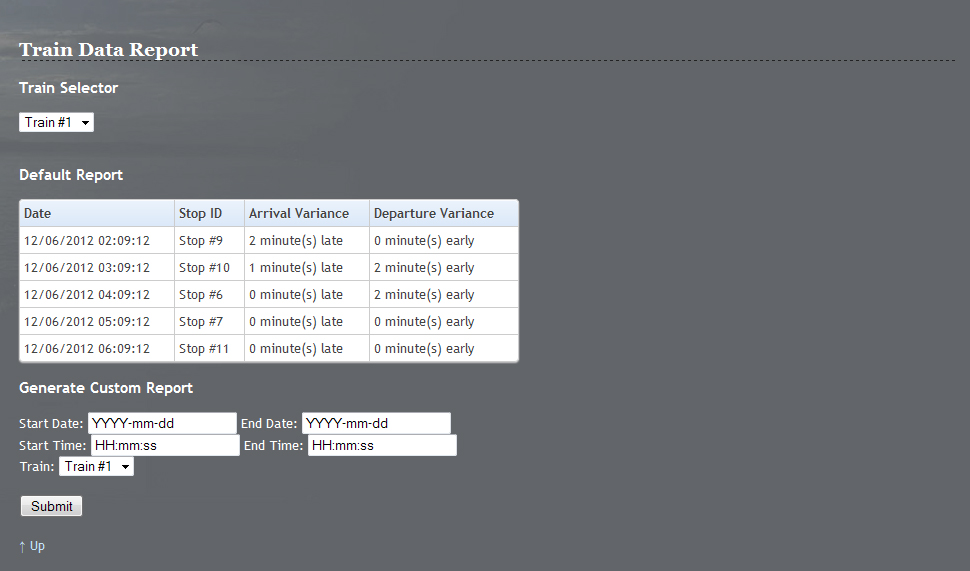 Train Data Report
Train Selector
Train #1
Default Report
Date Stop ID Arrival Variance Departure Variance
12/06/2012 02:09:12 Stop #9 2 minute(s) late 0 minute(s) early
12/06/2012 03:09:12 Stop #10 1 minute(s) late 2 minute(s) early
12/06/2012 04:09:12 Stop #6 0 minute(s) late 2 minute(s) early
12/06/2012 05:09:12 Stop #7 0 minute(s) late 0 minute(s) early
12/06/2012 06:09:12 Stop #11 0 minute(s) late 0 minute(s) early
Generate Custom Report
Start Date: YYYY-mm-dd End Date: YYYY-mm-dd
Start Time: HH:mm:ss End Time: HH:mm:ss
Train: Train #1
Submit
↑ Up